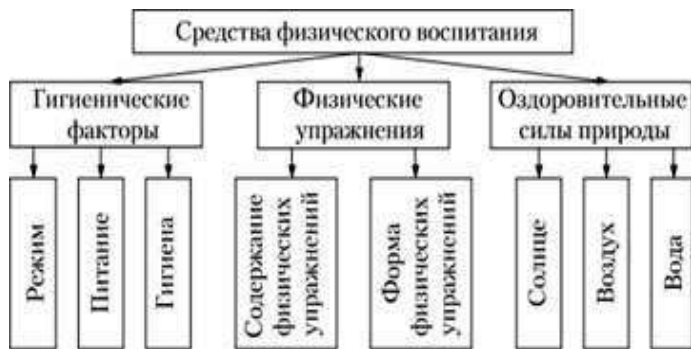 Средства физического воспитания
Гигиенические
факторы
Физические
упражнения
Оздоровительные
силы природы
Режим
Питание
Гигиена
Содержание
физических
упражнений
Форма
физических
упражнений
Солнце
Воздух
Вода